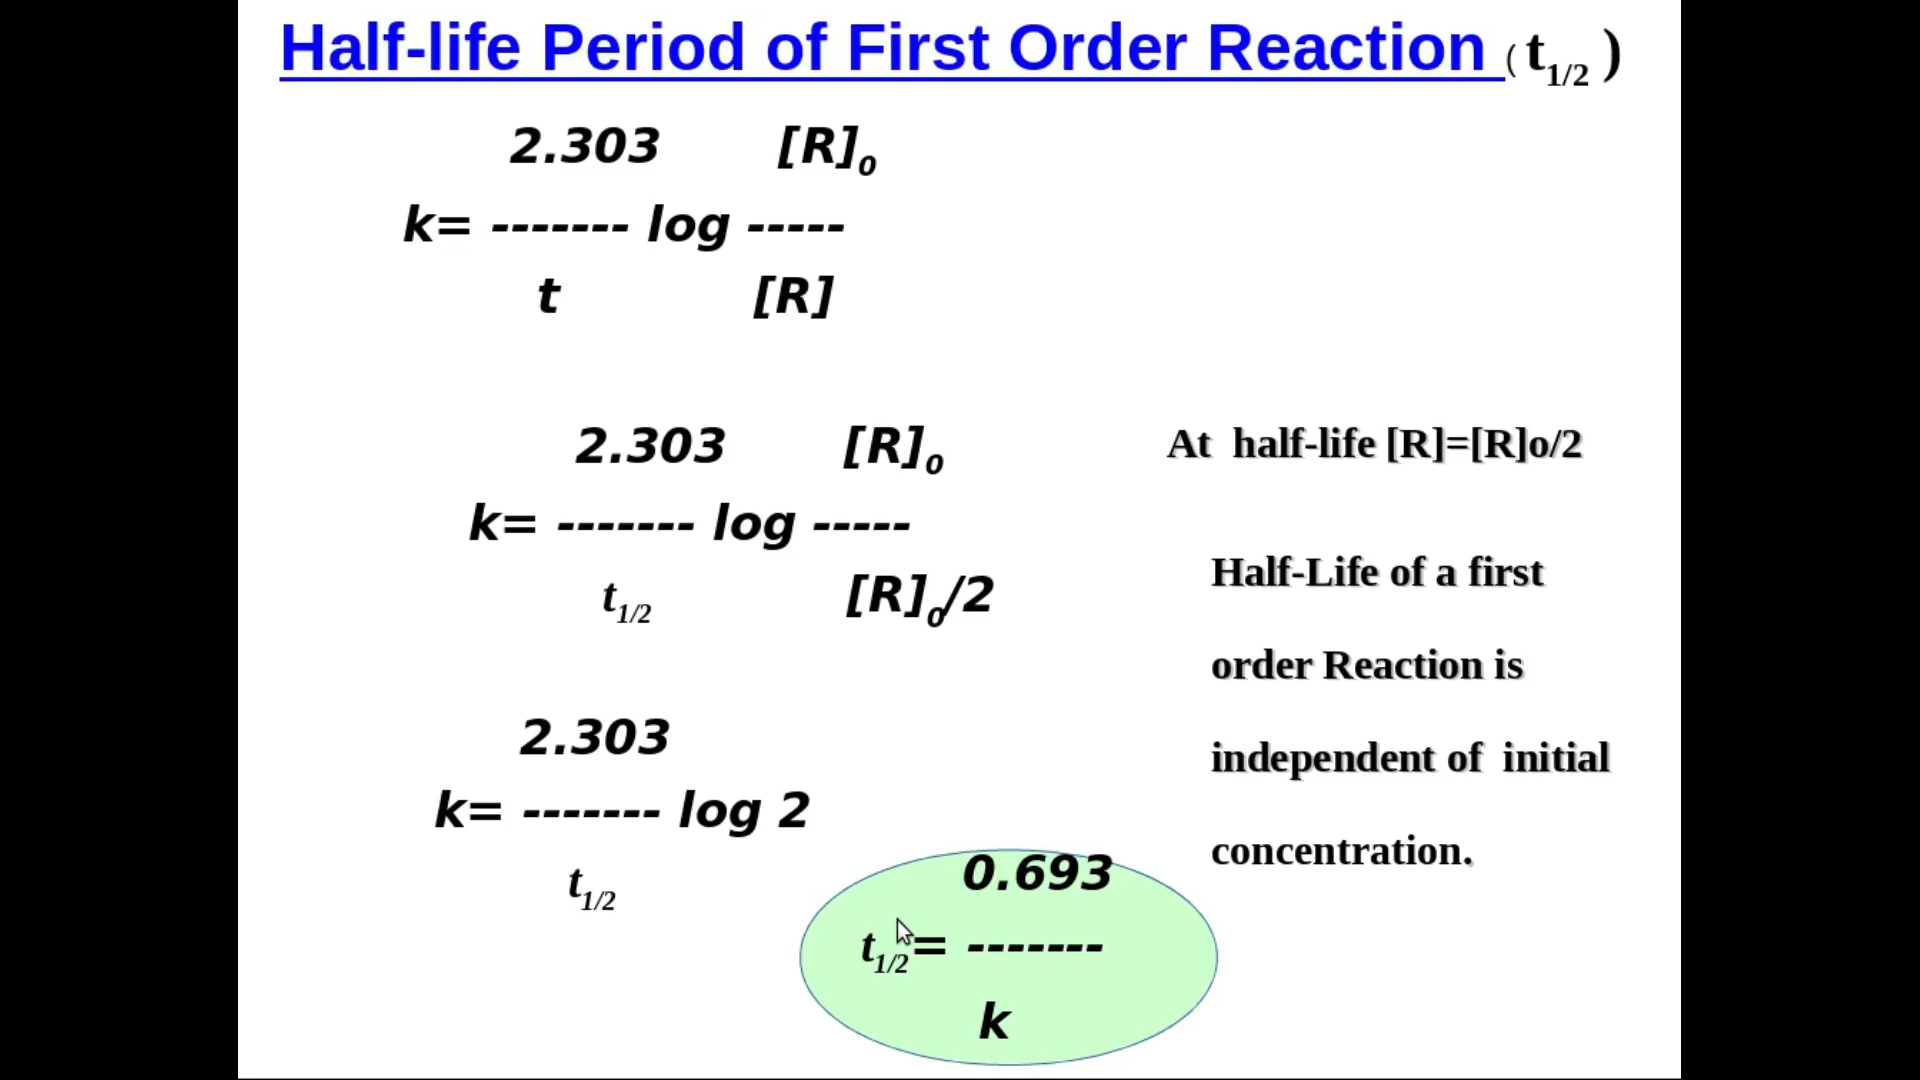 Half-life Period of First Order Reaction ( t1/2 )
2.303 [R]0
k= ------- log -----
t [R]
2.303 [R]0
k= ------- log -----
t1/2 [R]0/2
At half-life [R]=[R]o/2
Half-Life of a first
order Reaction is
independent of initial
concentration.
2.303
k= ------- log 2
t1/2
0.693
t1/2= -------
k